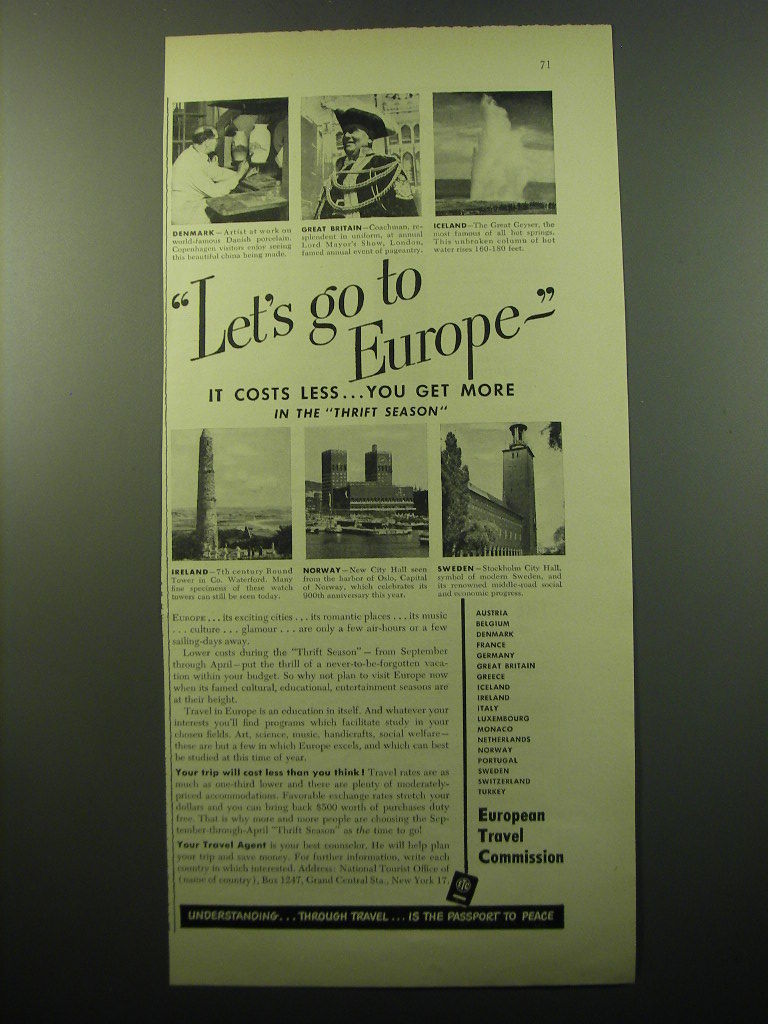 71
DENMARK—Artist at work on
world-famous Danish porcelain.
Copenhagen visitors enjoy seeing
this beautiful china being made.
GREAT BRITAIN—Coachman, re-
splendent in uniform, at annual
Lord Mayor's Show, London,
famed annual event of pageantry.
ICELAND—The Great Geyser, the
most famous of all hot springs.
This unbroken column of hot
water rises 160-180 feet.
"Let's go to
Europe—"
IT COSTS LESS...YOU GET MORE
IN THE "THRIFT SEASON"
IRELAND—7th century Round
Tower in Co. Waterford. Many
fine specimens of these watch
towers can still be seen today.
NORWAY—New City Hall seen
from the harbor of Oslo, Capital
of Norway, which celebrates its
900th anniversary this year.
SWEDEN—Stockholm City Hall,
symbol of modern Sweden, and
its renowned middle-road social
and economic progress.
EUROPE...its exciting cities...its romantic places...its music
...culture...glamour...are only a few air-hours or a few
sailing-days away.
Lower costs during the "Thrift Season"—from September
through April—put the thrill of a never-to-be-forgotten vaca-
tion within your budget. So why not plan to visit Europe now
when its famed cultural, educational, entertainment seasons are
at their height.
Travel in Europe is an education in itself. And whatever your
interests you'll find programs which facilitate study in your
chosen fields. Art, science, music, handicrafts, social welfare—
these are but a few in which Europe excels, and which can best
be studied at this time of year.
Your trip will cost less than you think! Travel rates are as
much as one-third lower and there are plenty of moderately-
priced accommodations. Favorable exchange rates stretch your
dollars and you can bring back $500 worth of purchases duty
free. That is why more and more people are choosing the Sep-
tember-through-April "Thrift Season" as the time to go!
Your Travel Agent is your best counselor. He will help plan
your trip and save money. For further information, write each
country in which interested. Address: National Tourist Office of
(name of country), Box 1247, Grand Central Sta., New York 17.
AUSTRIA
BELGIUM
DENMARK
FRANCE
GERMANY
GREAT BRITAIN
GREECE
ICELAND
IRELAND
ITALY
LUXEMBOURG
MONACO
NETHERLANDS
NORWAY
PORTUGAL
SWEDEN
SWITZERLAND
TURKEY
European
Travel
Commission
ETC
UNDERSTANDING...THROUGH TRAVEL...IS THE PASSPORT TO PEACE